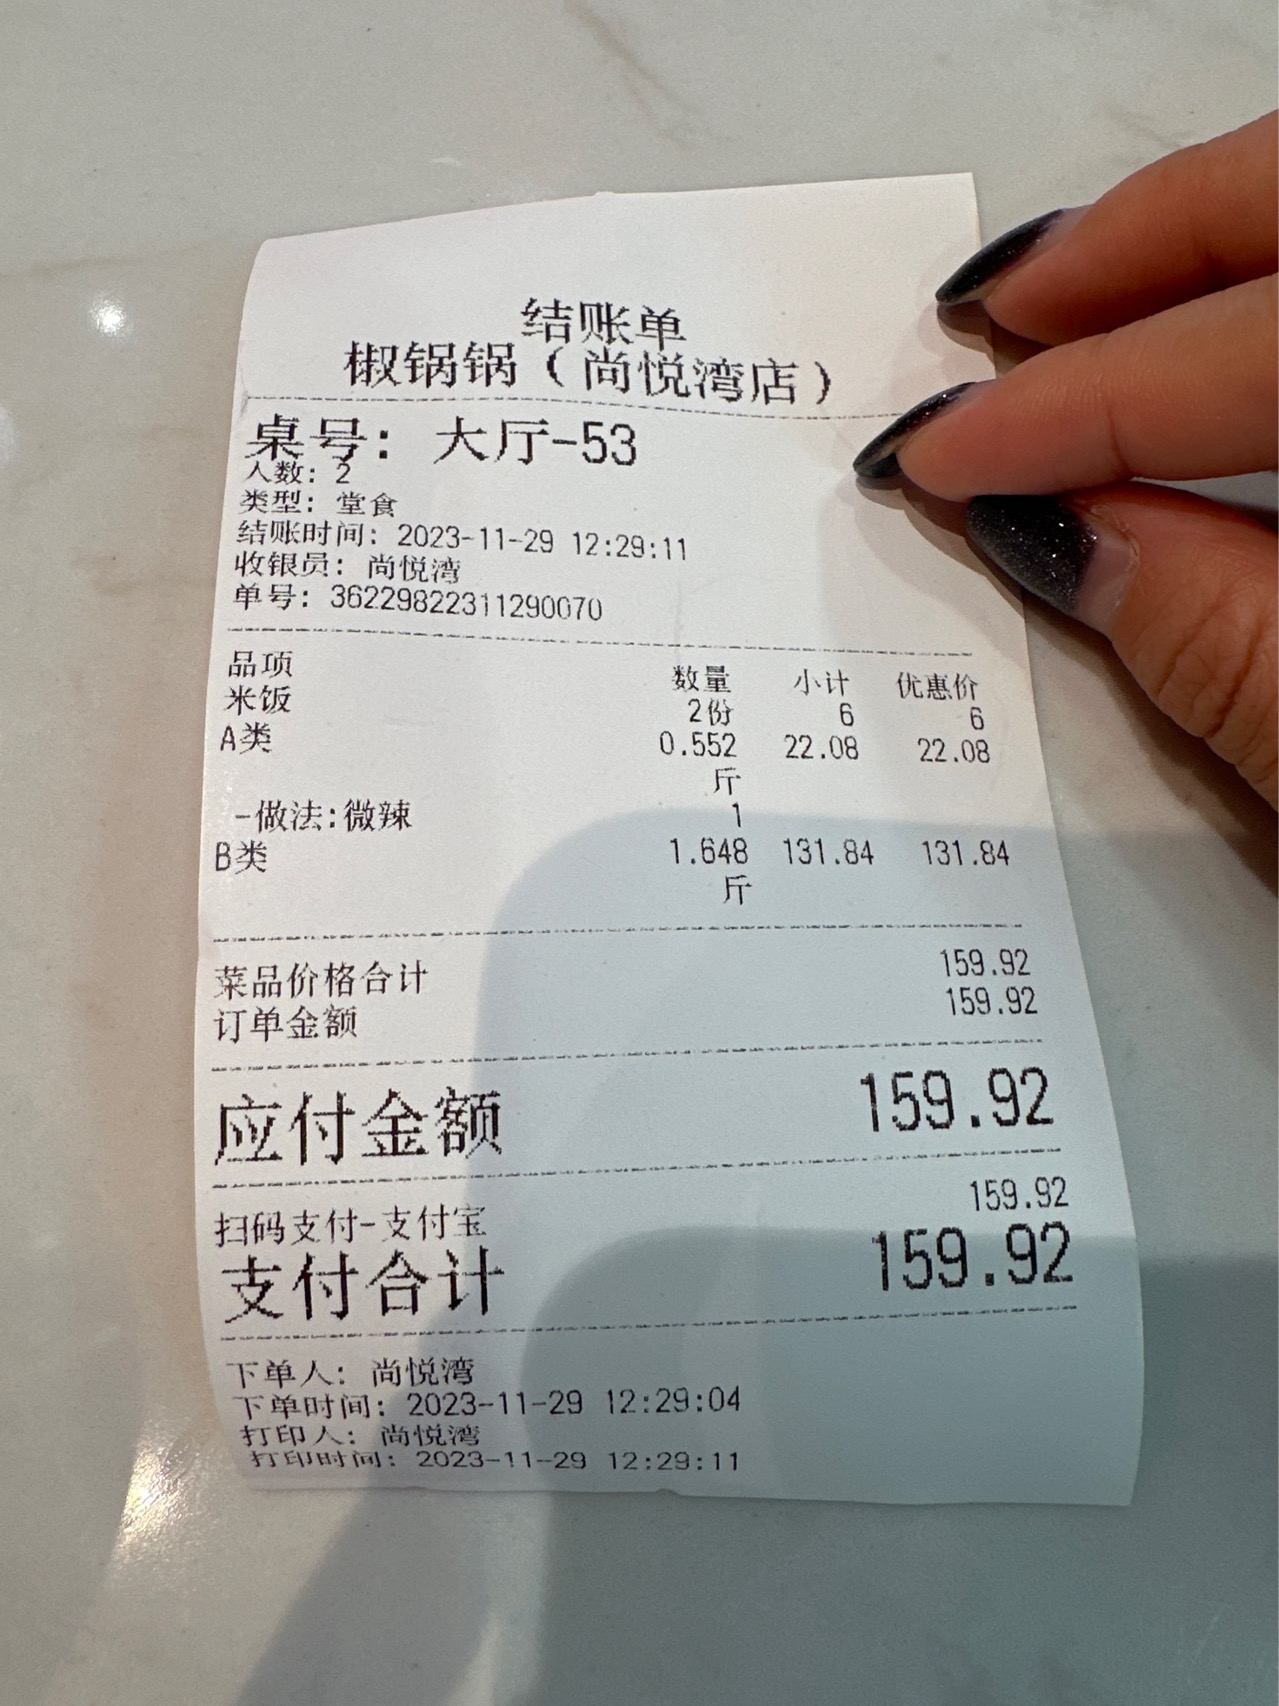 结账单
椒锅锅（尚悦湾店）
桌号： 大厅-53
人数： 2
类型： 堂食
结账时间： 2023-11-29 12:29:11
收银员： 尚悦湾
单号： 36229822311290070
品项 数量 小计 优惠价
米饭 2份 6 6
A类 0.552 22.08 22.08
斤
-做法:微辣 1
B类 1.648 131.84 131.84
斤
菜品价格合计 159.92
订单金额 159.92
应付金额 159.92
扫码支付-支付宝 159.92
支付合计 159.92
下单人： 尚悦湾
下单时间： 2023-11-29 12:29:04
打印人： 尚悦湾
打印时间： 2023-11-29 12:29:11